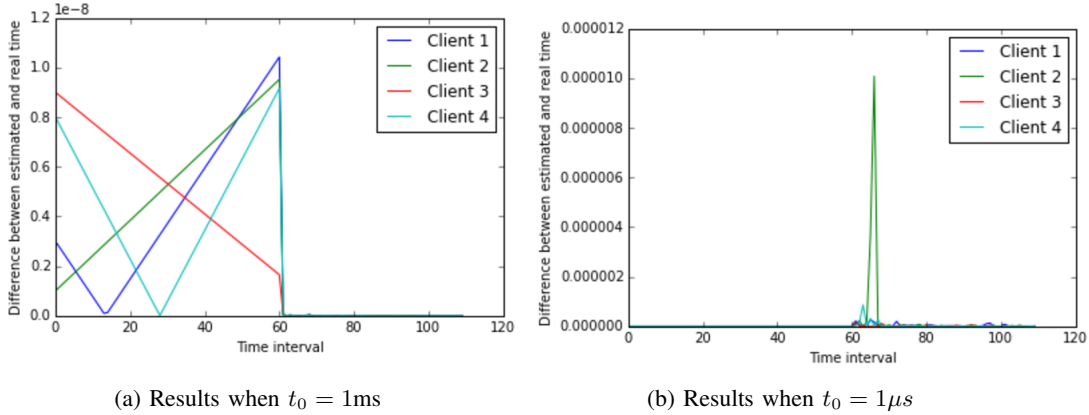 1e−8
1.2
1.0
0.8
0.6
0.4
0.2
0.0
0 20 40 60 80 100 120
Difference between estimated and real time
Time interval
Client 1
Client 2
Client 3
Client 4
(a) Results when t₀ = 1ms
0.000012
0.000010
0.000008
0.000006
0.000004
0.000002
0.000000
0 20 40 60 80 100 120
Difference between estimated and real time
Time interval
Client 1
Client 2
Client 3
Client 4
(b) Results when t₀ = 1μs